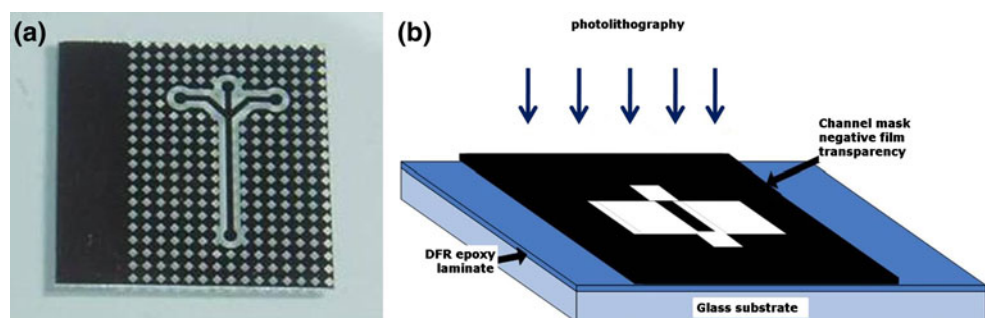 (a)
(b)
photolithography
Channel mask
negative film
transparency
DFR epoxy
laminate
Glass substrate